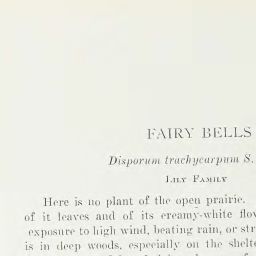 FAIRY BELLS
Disporum trachycarpum S.
Lily Family
Here is no plant of the open prairie.
of it leaves and of its creamy-white flow
exposure to high wind, beating rain, or str
is in deep woods, especially on the shelte